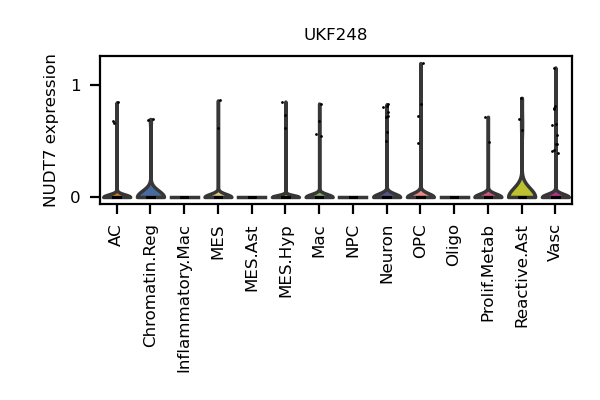 UKF248
NUDT7 expression
1
0
AC
Chromatin.Reg
Inflammatory.Mac
MES
MES.Ast
MES.Hyp
Mac
NPC
Neuron
OPC
Oligo
Prolif.Metab
Reactive.Ast
Vasc